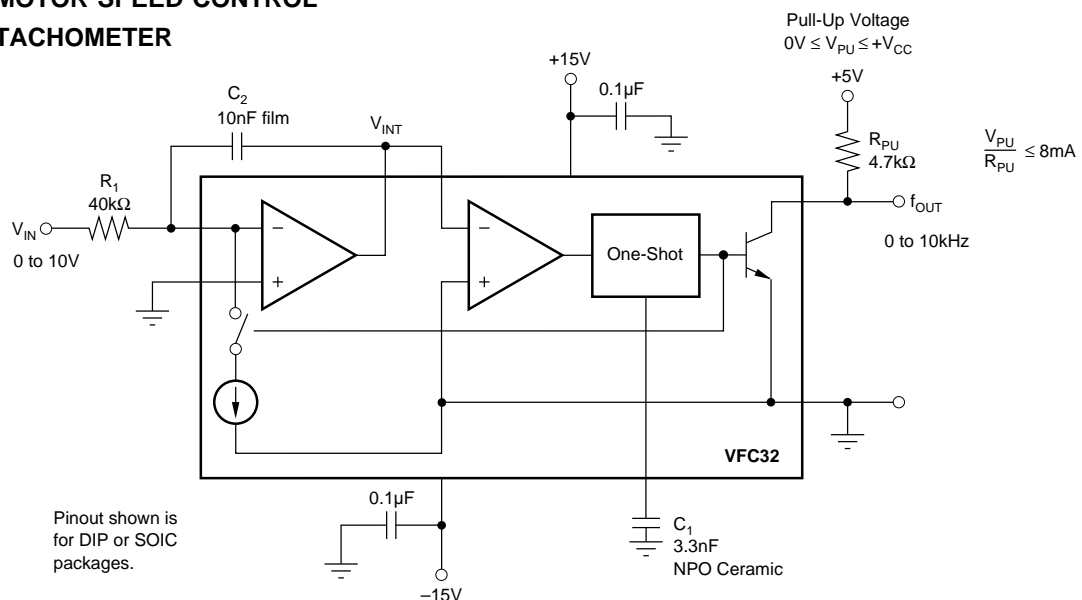 MOTOR SPEED CONTROL
TACHOMETER
Pull-Up Voltage
0V ≤ V_PU ≤ +V_CC
+15V
+5V
C_2
10nF film
0.1µF
V_INT
R_PU
4.7kΩ
V_PU
R_PU
≤ 8mA
R_1
40kΩ
V_IN
f_OUT
0 to 10V
0 to 10kHz
–
+
–
+
One-Shot
VFC32
0.1µF
Pinout shown is
for DIP or SOIC
packages.
C_1
3.3nF
NPO Ceramic
–15V